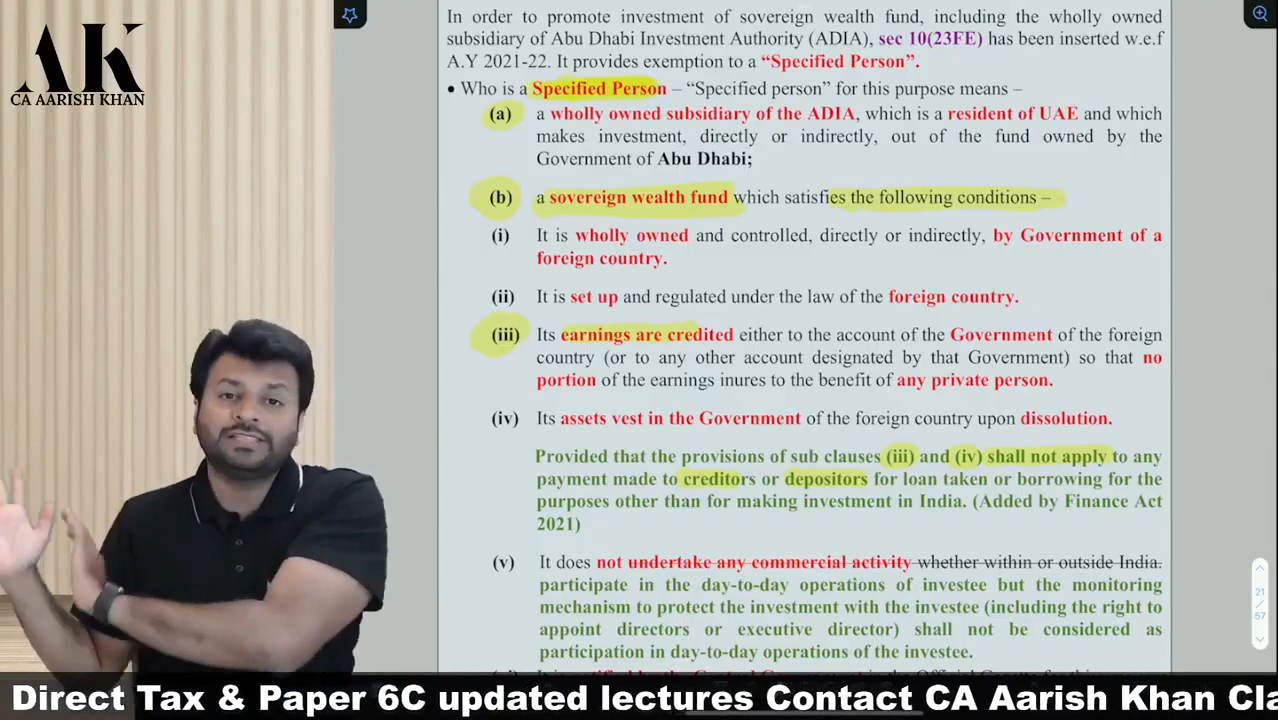 AK
CA AARISH KHAN
In order to promote investment of sovereign wealth fund, including the wholly owned
subsidiary of Abu Dhabi Investment Authority (ADIA), sec 10(23FE) has been inserted w.e.f
A.Y 2021-22. It provides exemption to a “Specified Person”.
• Who is a Specified Person – “Specified person” for this purpose means –
(a) a wholly owned subsidiary of the ADIA, which is a resident of UAE and which
makes investment, directly or indirectly, out of the fund owned by the
Government of Abu Dhabi;
(b) a sovereign wealth fund which satisfies the following conditions –
(i) It is wholly owned and controlled, directly or indirectly, by Government of a
foreign country.
(ii) It is set up and regulated under the law of the foreign country.
(iii) Its earnings are credited either to the account of the Government of the foreign
country (or to any other account designated by that Government) so that no
portion of the earnings inures to the benefit of any private person.
(iv) Its assets vest in the Government of the foreign country upon dissolution.
Provided that the provisions of sub clauses (iii) and (iv) shall not apply to any
payment made to creditors or depositors for loan taken or borrowing for the
purposes other than for making investment in India. (Added by Finance Act
2021)
(v) It does not undertake any commercial activity whether within or outside India.
participate in the day-to-day operations of investee but the monitoring
mechanism to protect the investment with the investee (including the right to
appoint directors or executive director) shall not be considered as
participation in day-to-day operations of the investee.
21
57
Direct Tax & Paper 6C updated lectures Contact CA Aarish Khan Cla